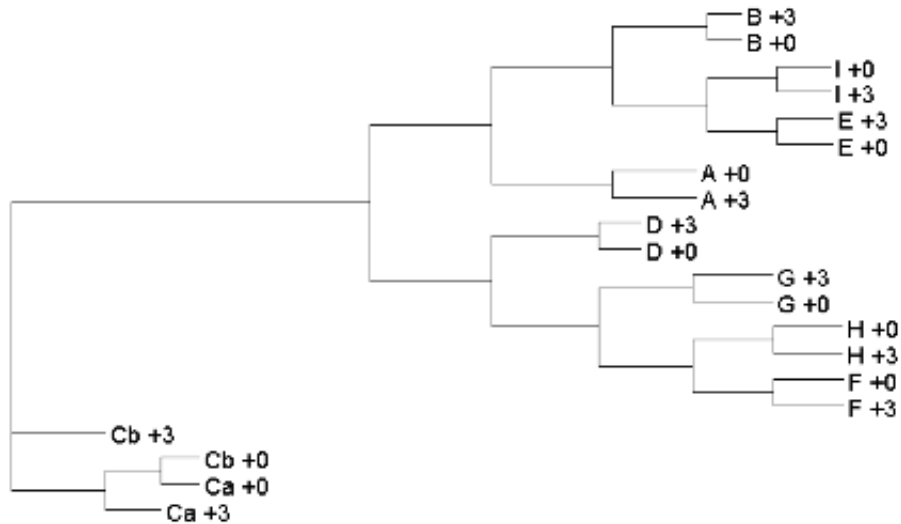 B +3
B +0
I +0
I +3
E +3
E +0
A +0
A +3
D +3
D +0
G +3
G +0
H +0
H +3
F +0
F +3
Cb +3
Cb +0
Ca +0
Ca +3